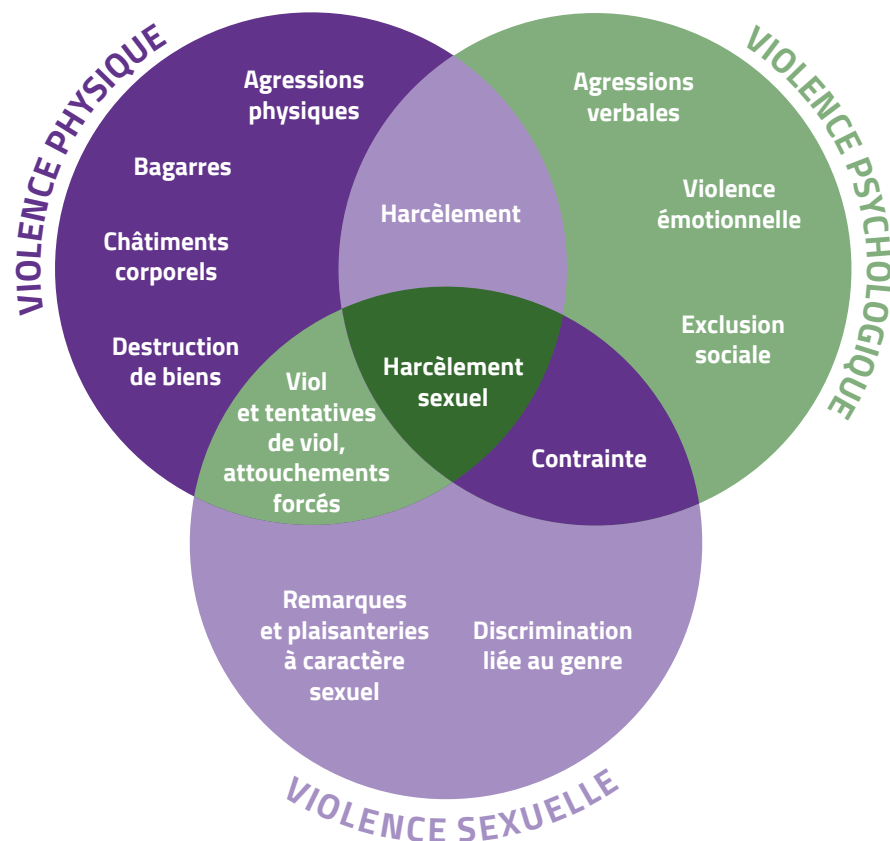 VIOLENCE PHYSIQUE
Agressions
physiques
Bagarres
Châtiments
corporels
Destruction
de biens
Harcèlement
VIOLENCE PSYCHOLOGIQUE
Agressions
verbales
Violence
émotionnelle
Exclusion
sociale
Harcèlement
sexuel
Viol
et tentatives
de viol,
attouchements
forcés
Contrainte
Remarques
et plaisanteries
à caractère
sexuel
Discrimination
liée au genre
VIOLENCE SEXUELLE